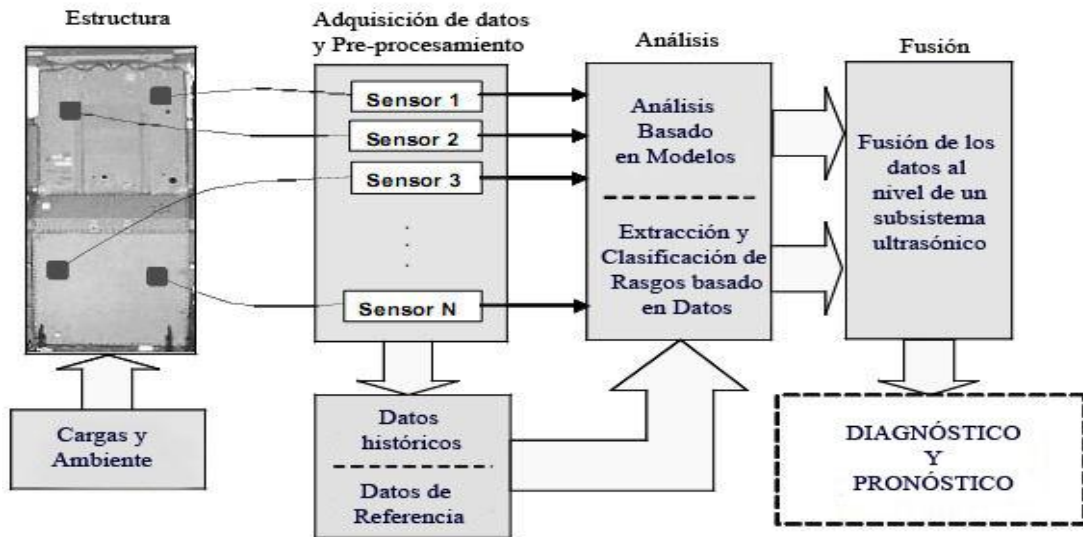 Estructura
Adquisición de datos
y Pre-procesamiento
Análisis
Fusión
Sensor 1
Sensor 2
Sensor 3
.
.
.
Sensor N
Análisis
Basado
en Modelos
Extracción y
Clasificación de
Rasgos basado
en Datos
Fusión de los
datos al
nivel de un
subsistema
ultrasónico
Cargas y
Ambiente
Datos
históricos
Datos de
Referencia
DIAGNÓSTICO
Y
PRONÓSTICO